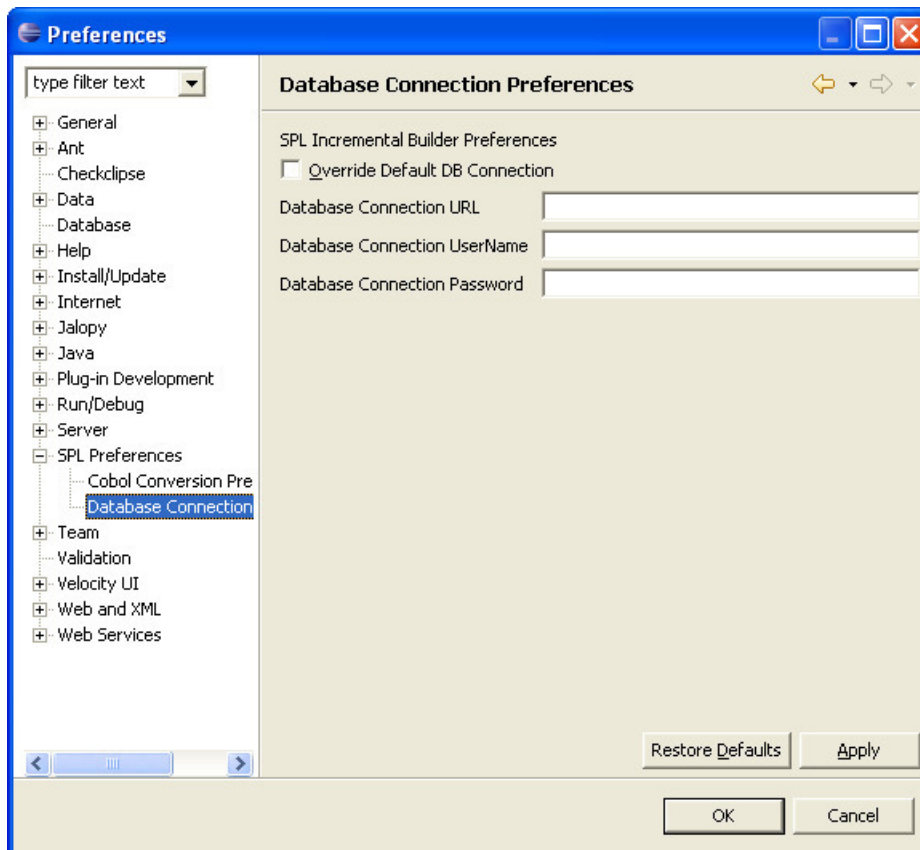 Preferences
type filter text
General
Ant
Checkclipse
Data
Database
Help
Install/Update
Internet
Jalopy
Java
Plug-in Development
Run/Debug
Server
SPL Preferences
Cobol Conversion Pre
Database Connection
Team
Validation
Velocity UI
Web and XML
Web Services
Database Connection Preferences
SPL Incremental Builder Preferences
Override Default DB Connection
Database Connection URL
Database Connection UserName
Database Connection Password
Restore Defaults Apply
OK Cancel